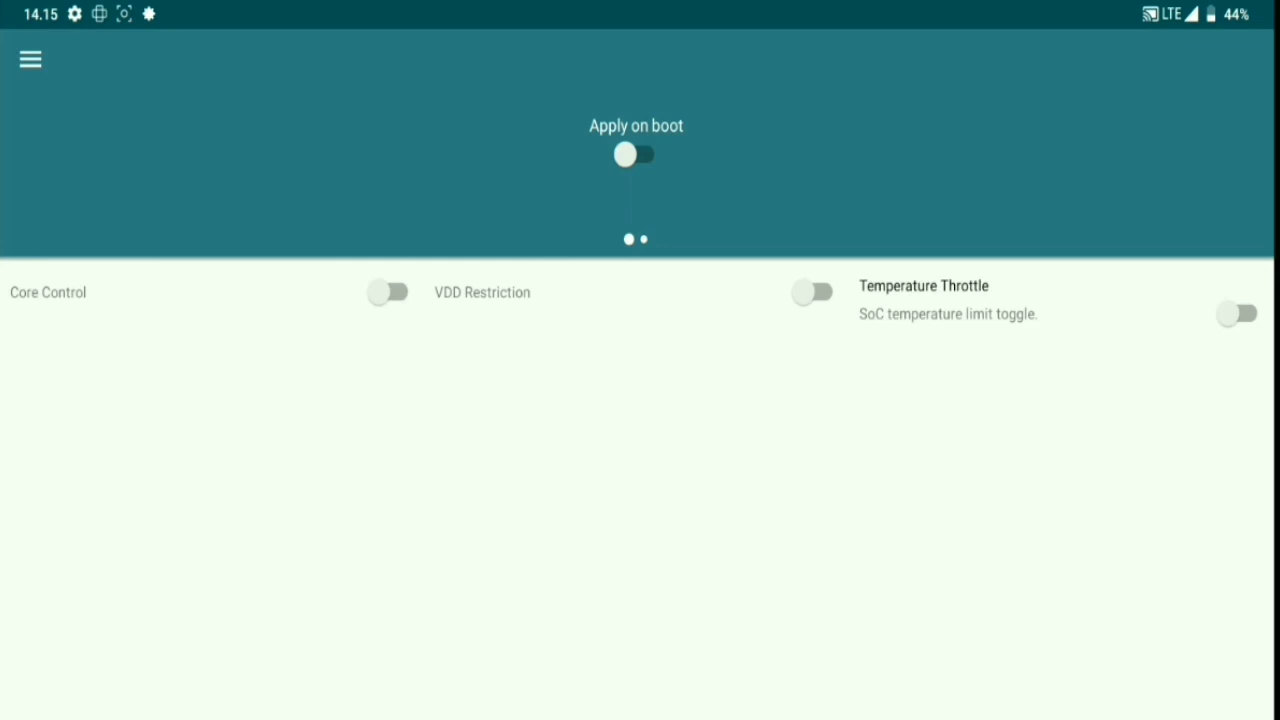 14.15
LTE
44%
Apply on boot
Core Control
VDD Restriction
Temperature Throttle
SoC temperature limit toggle.